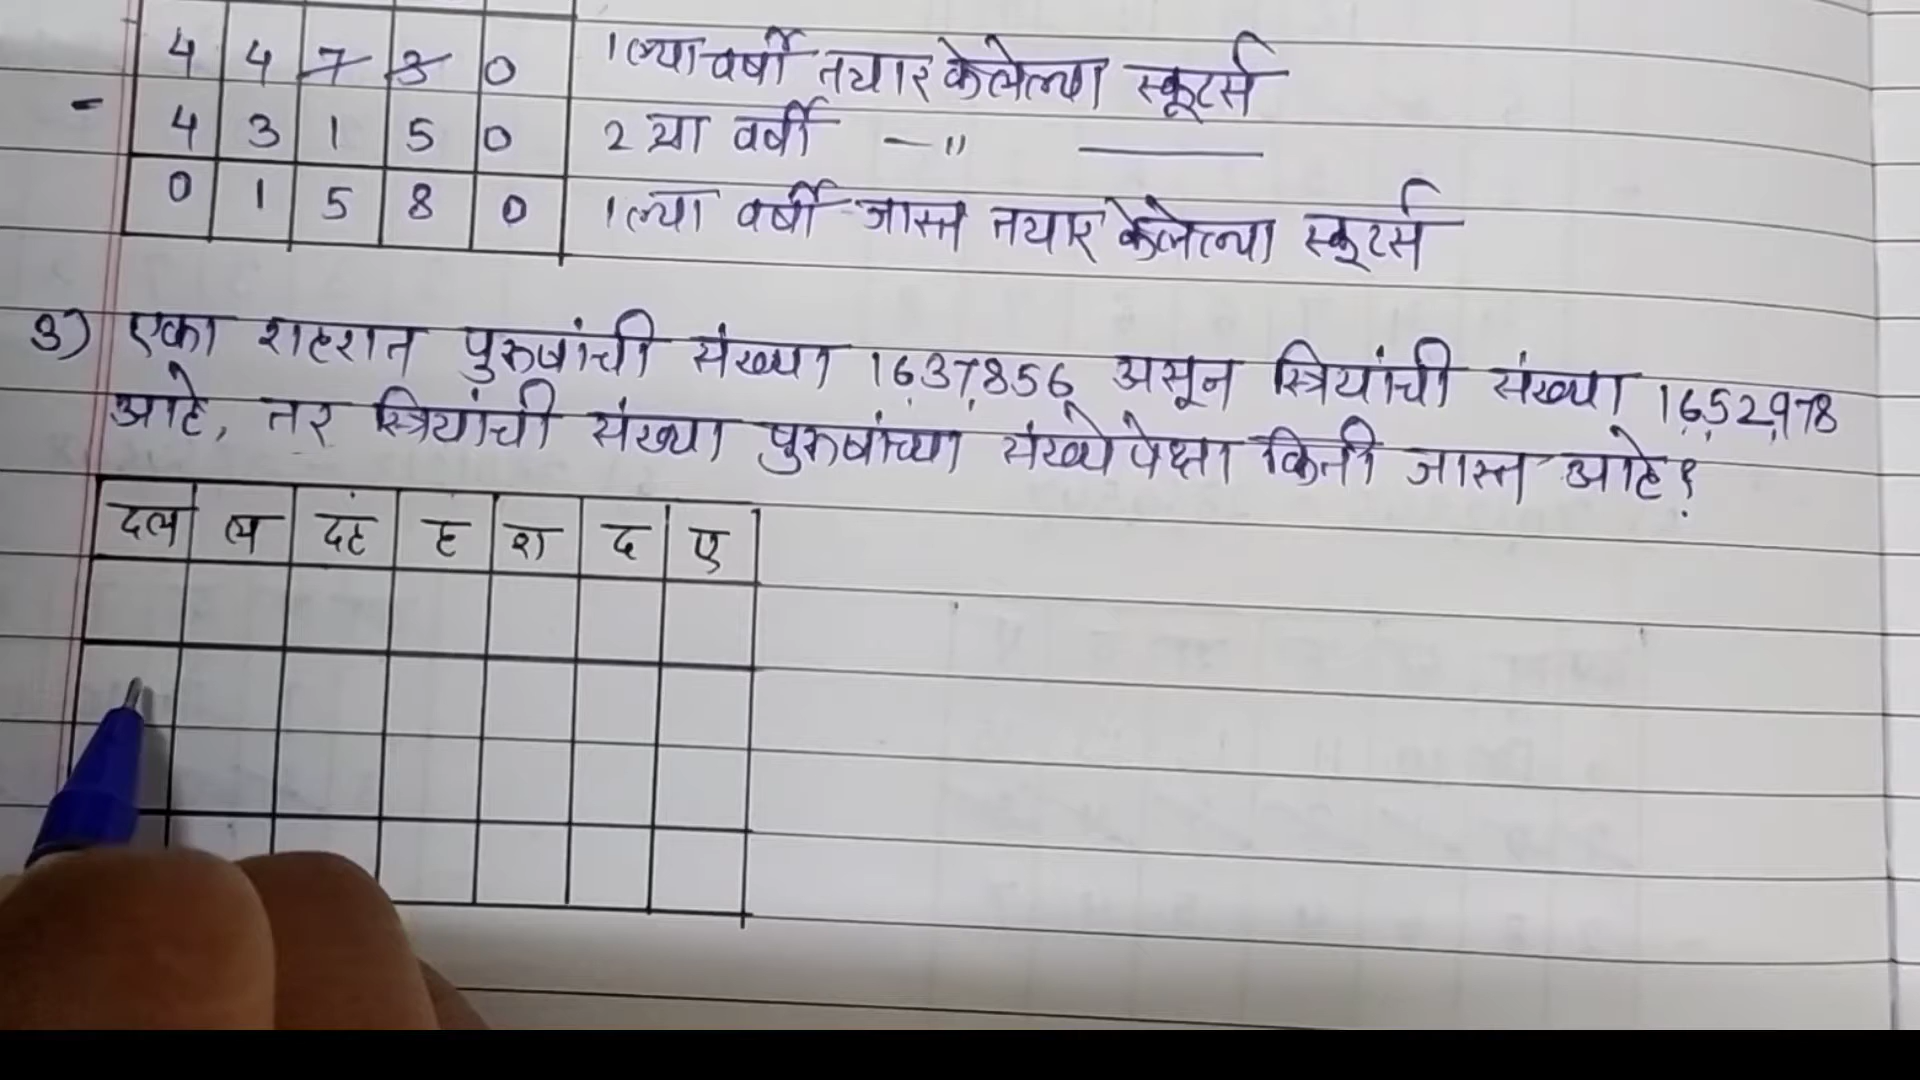 4 4 7 3 0 1ल्या वर्षी तयार केलेल्या स्कूटर्स
- 4 3 1 5 0 2 ऱ्या वर्षी —〃 ———
0 1 5 8 0 1ल्या वर्षी जास्त तयार केलेल्या स्कूटर्स
3) एका शहरात पुरुषांची संख्या 16,37,856 असून स्त्रियांची संख्या 16,52,978
आहे, तर स्त्रियांची संख्या पुरुषांच्या संख्येपेक्षा किती जास्त आहे?
दल ल दह ह श द ए